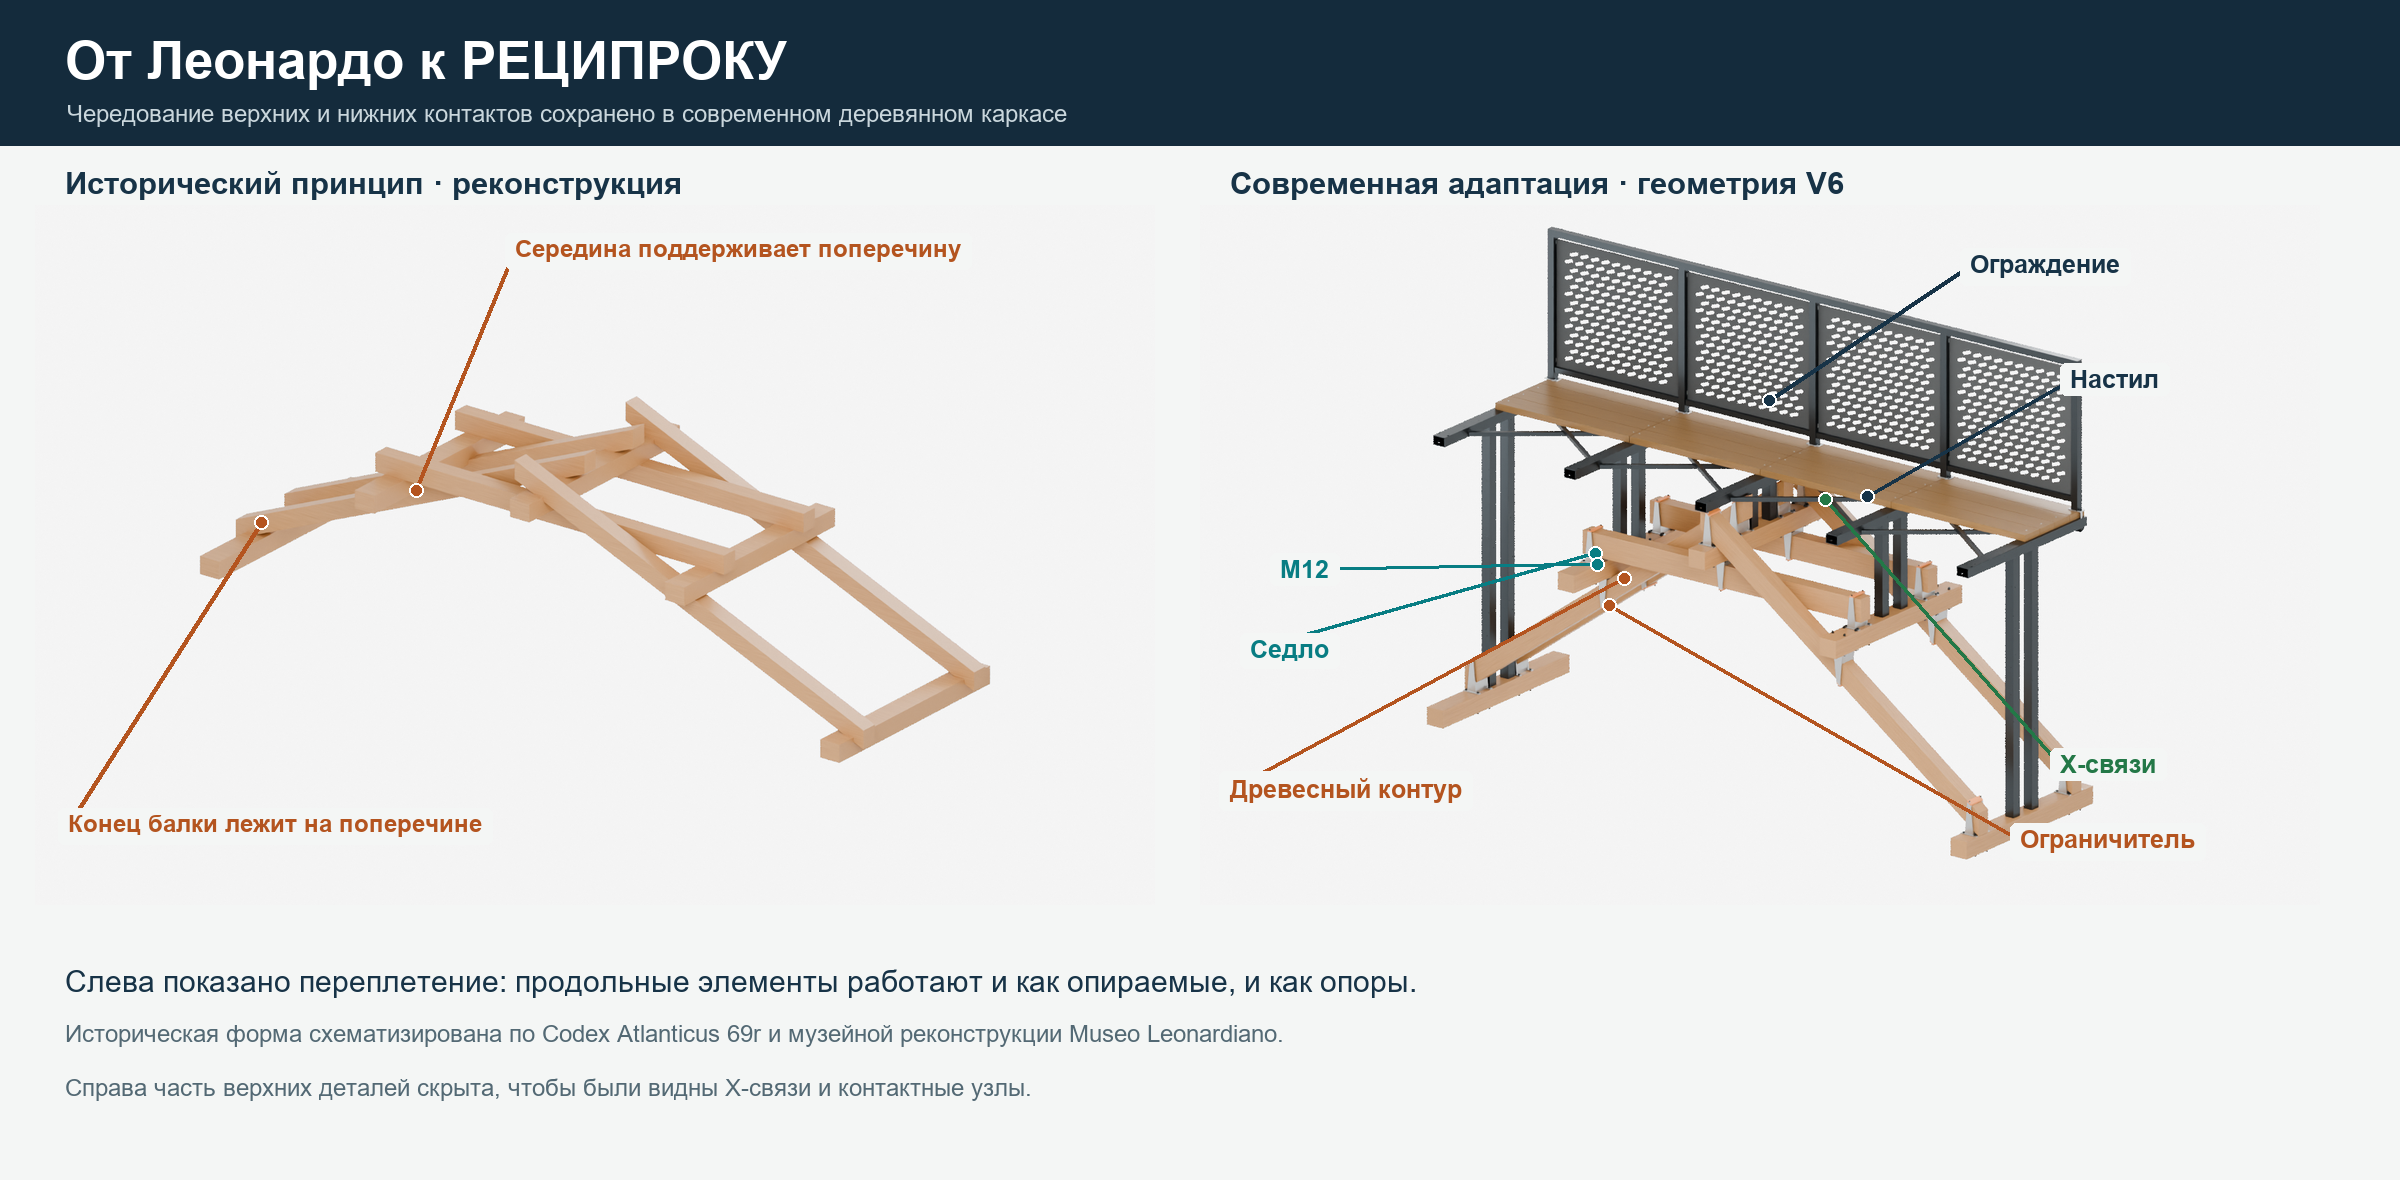 От Леонардо к РЕЦИПРОКУ
Чередование верхних и нижних контактов сохранено в современном деревянном каркасе
Исторический принцип · реконструкция
Середина поддерживает поперечину
Конец балки лежит на поперечине
Современная адаптация · геометрия V6
Ограждение
Настил
М12
Седло
Древесный контур
X-связи
Ограничитель
Слева показано переплетение: продольные элементы работают и как опираемые, и как опоры.
Историческая форма схематизирована по Codex Atlanticus 69r и музейной реконструкции Museo Leonardiano.
Справа часть верхних деталей скрыта, чтобы были видны X-связи и контактные узлы.